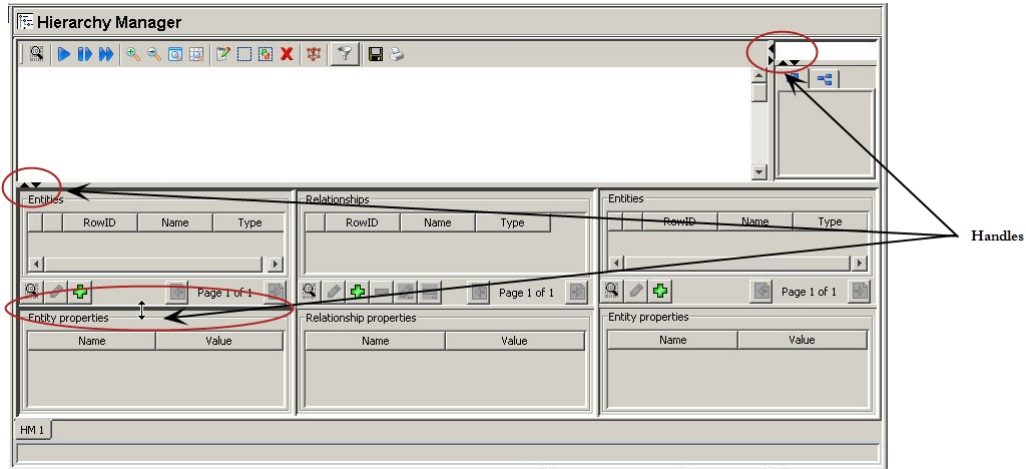 Hierarchy Manager
Entities
Relationships
Entities
RowID Name Type
RowID Name Type
RowID Name Type
Page 1 of 1
Page 1 of 1
Page 1 of 1
Handles
Entity properties
Relationship properties
Entity properties
Name Value
Name Value
Name Value
HM 1